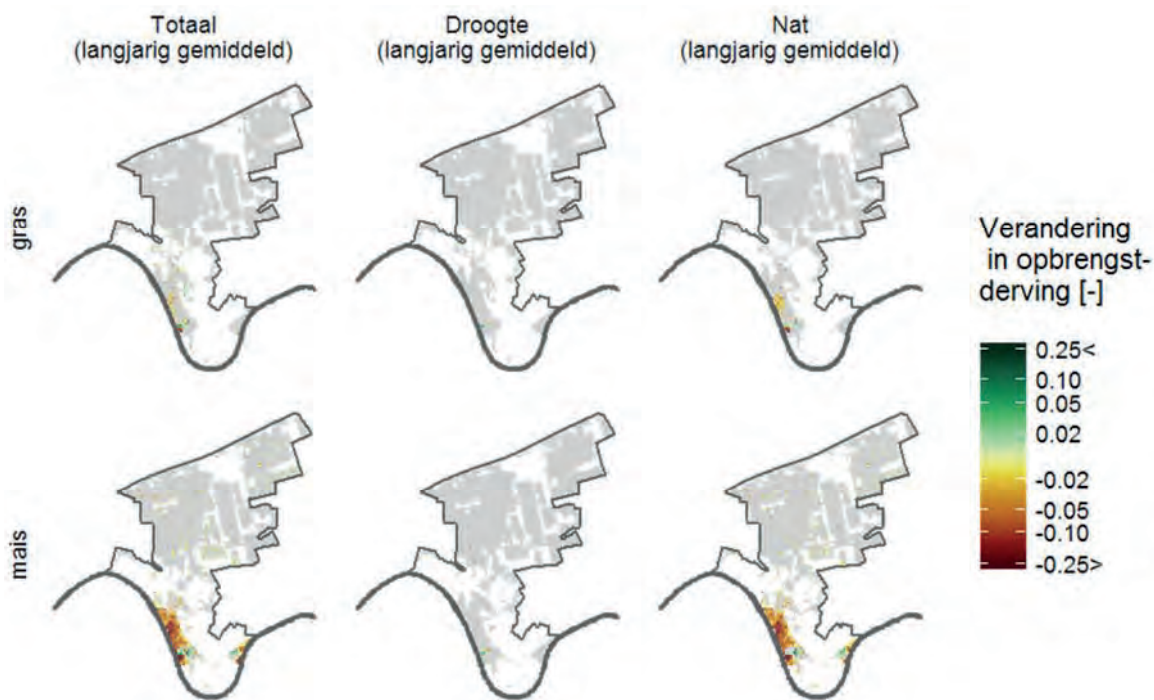 Totaal
(langjarig gemiddeld)
Droogte
(langjarig gemiddeld)
Nat
(langjarig gemiddeld)
gras
mais
Verandering
in opbrengst-
derving [-]
0.25<
0.10
0.05
0.02
-0.02
-0.05
-0.10
-0.25>